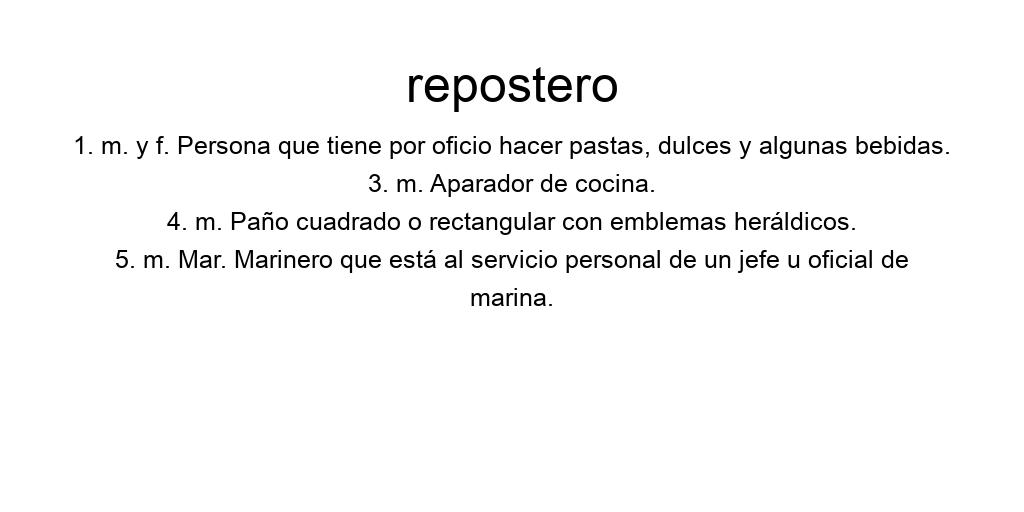 repostero
1. m. y f. Persona que tiene por oficio hacer pastas, dulces y algunas bebidas.
3. m. Aparador de cocina.
4. m. Paño cuadrado o rectangular con emblemas heráldicos.
5. m. Mar. Marinero que está al servicio personal de un jefe u oficial de
marina.